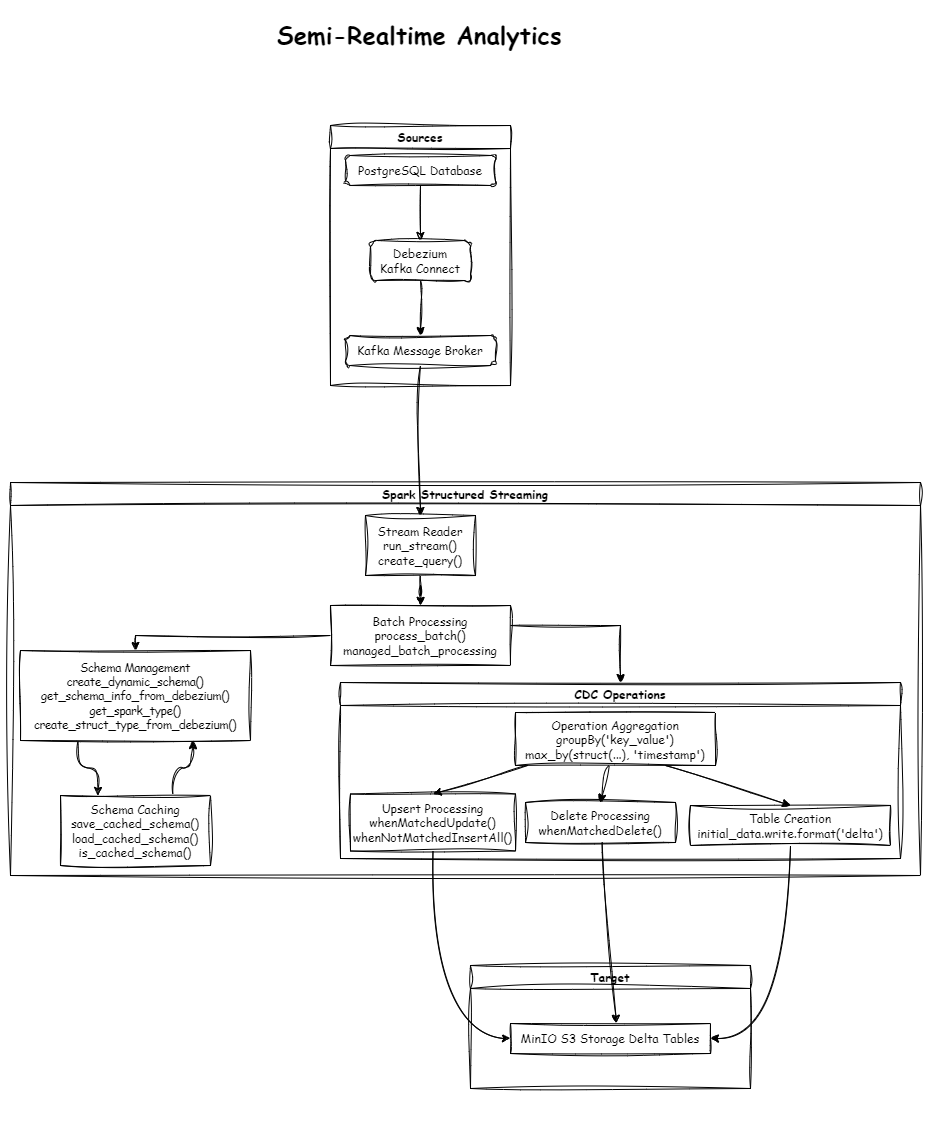 Semi-Realtime Analytics
Sources
PostgreSQL Database
Debezium
Kafka Connect
Kafka Message Broker
Spark Structured Streaming
Stream Reader
run_stream()
create_query()
Batch Processing
process_batch()
managed_batch_processing
Schema Management
create_dynamic_schema()
get_schema_info_from_debezium()
get_spark_type()
create_struct_type_from_debezium()
Schema Caching
save_cached_schema()
load_cached_schema()
is_cached_schema()
CDC Operations
Operation Aggregation
groupBy('key_value')
max_by(struct(...), 'timestamp')
Upsert Processing
whenMatchedUpdate()
whenNotMatchedInsertAll()
Delete Processing
whenMatchedDelete()
Table Creation
initial_data.write.format('delta')
Target
MinIO S3 Storage Delta Tables